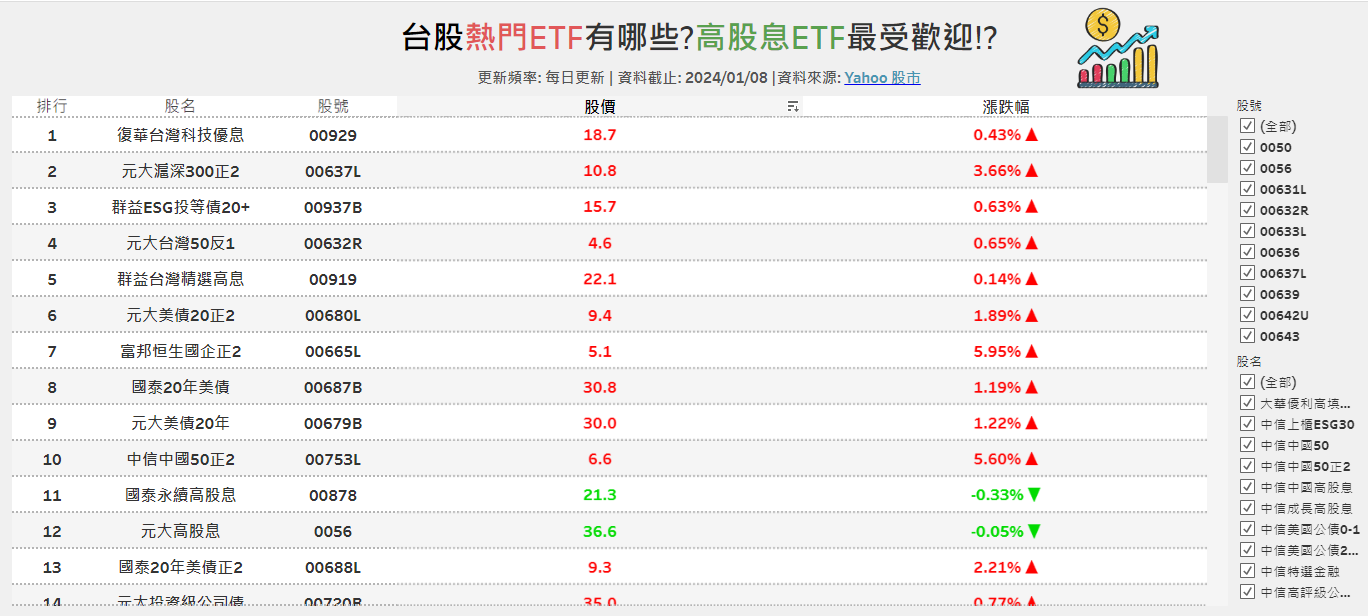 台股熱門ETF有哪些?高股息ETF最受歡迎!?
更新頻率: 每日更新 | 資料截止: 2024/01/08 |資料來源: Yahoo 股市
排行 股名 股號 股價 漲跌幅
1 復華台灣科技優息 00929 18.7 0.43%▲
2 元大滬深300正2 00637L 10.8 3.66%▲
3 群益ESG投等債20+ 00937B 15.7 0.63%▲
4 元大台灣50反1 00632R 4.6 0.65%▲
5 群益台灣精選高息 00919 22.1 0.14%▲
6 元大美債20正2 00680L 9.4 1.89%▲
7 富邦恒生國企正2 00665L 5.1 5.95%▲
8 國泰20年美債 00687B 30.8 1.19%▲
9 元大美債20年 00679B 30.0 1.22%▲
10 中信中國50正2 00753L 6.6 5.60%▲
11 國泰永續高股息 00878 21.3 -0.33%▼
12 元大高股息 0056 36.6 -0.05%▼
13 國泰20年美債正2 00688L 9.3 2.21%▲
14 元大投資級公司債 00720B 35.0 0.77%▲
股號
(全部)
0050
0056
00631L
00632R
00633L
00636
00637L
00639
00642U
00643
股名
(全部)
大華優利高填...
中信上櫃ESG30
中信中國50
中信中國50正2
中信中國高股息
中信成長高股息
中信美國公債0-1
中信美國公債2...
中信特選金融
中信高評級公...